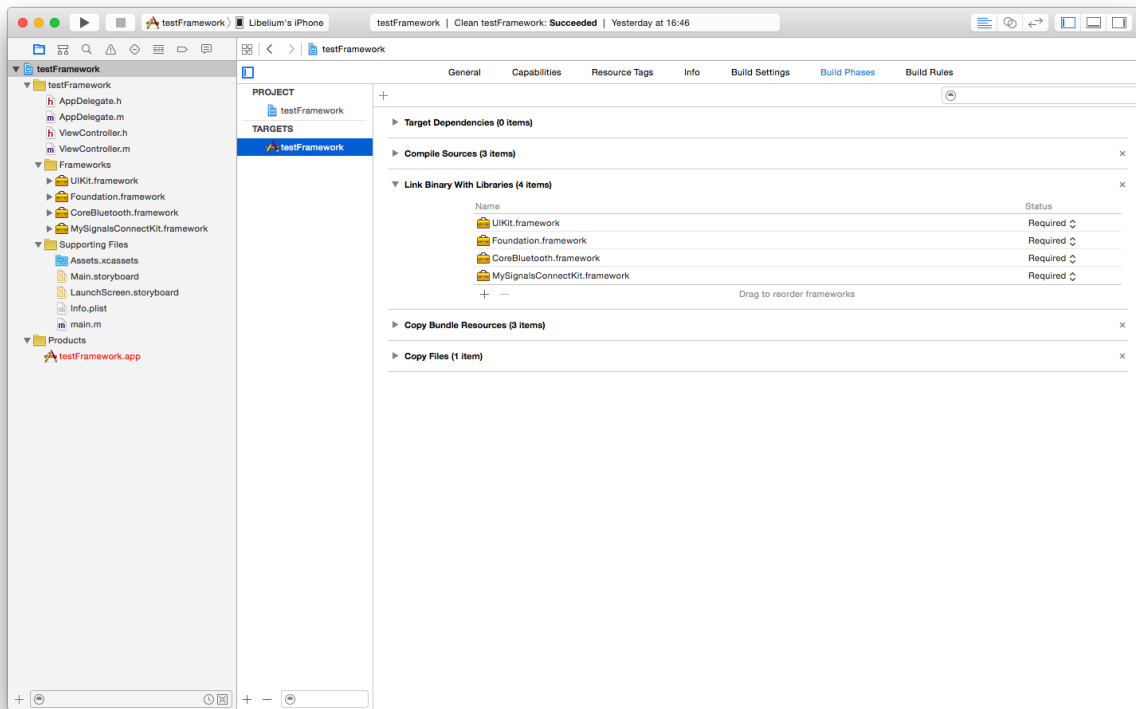 testFramework
Libelium's iPhone
testFramework | Clean testFramework: Succeeded | Yesterday at 16:46
testFramework
testFramework
testFramework
AppDelegate.h
AppDelegate.m
ViewController.h
ViewController.m
Frameworks
UIKit.framework
Foundation.framework
CoreBluetooth.framework
MySignalsConnectKit.framework
Supporting Files
Assets.xcassets
Main.storyboard
LaunchScreen.storyboard
Info.plist
main.m
Products
testFramework.app
General Capabilities Resource Tags Info Build Settings Build Phases Build Rules
PROJECT
testFramework
TARGETS
testFramework
Target Dependencies (0 items)
Compile Sources (3 items)
Link Binary With Libraries (4 items)
Name Status
UIKit.framework Required
Foundation.framework Required
CoreBluetooth.framework Required
MySignalsConnectKit.framework Required
Drag to reorder frameworks
Copy Bundle Resources (3 items)
Copy Files (1 item)